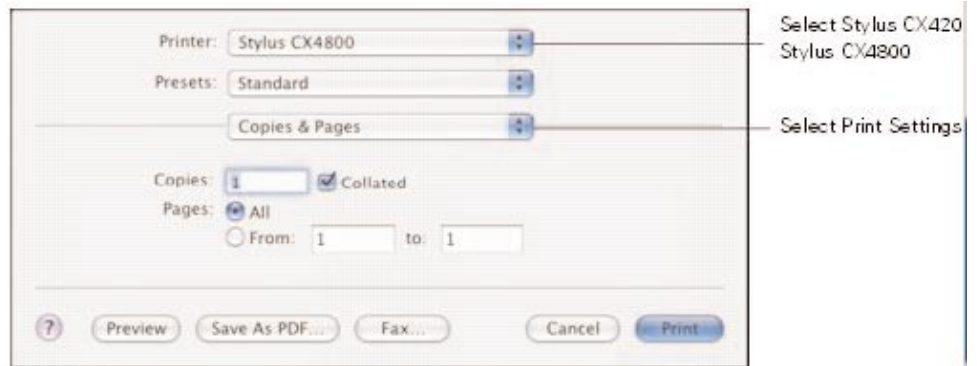 Printer: Stylus CX4800
Presets: Standard
Copies & Pages
Copies: 1 Collated
Pages: All
From: 1 to: 1
? Preview Save As PDF... Fax... Cancel Print
Select Stylus CX420
Stylus CX4800
Select Print Settings